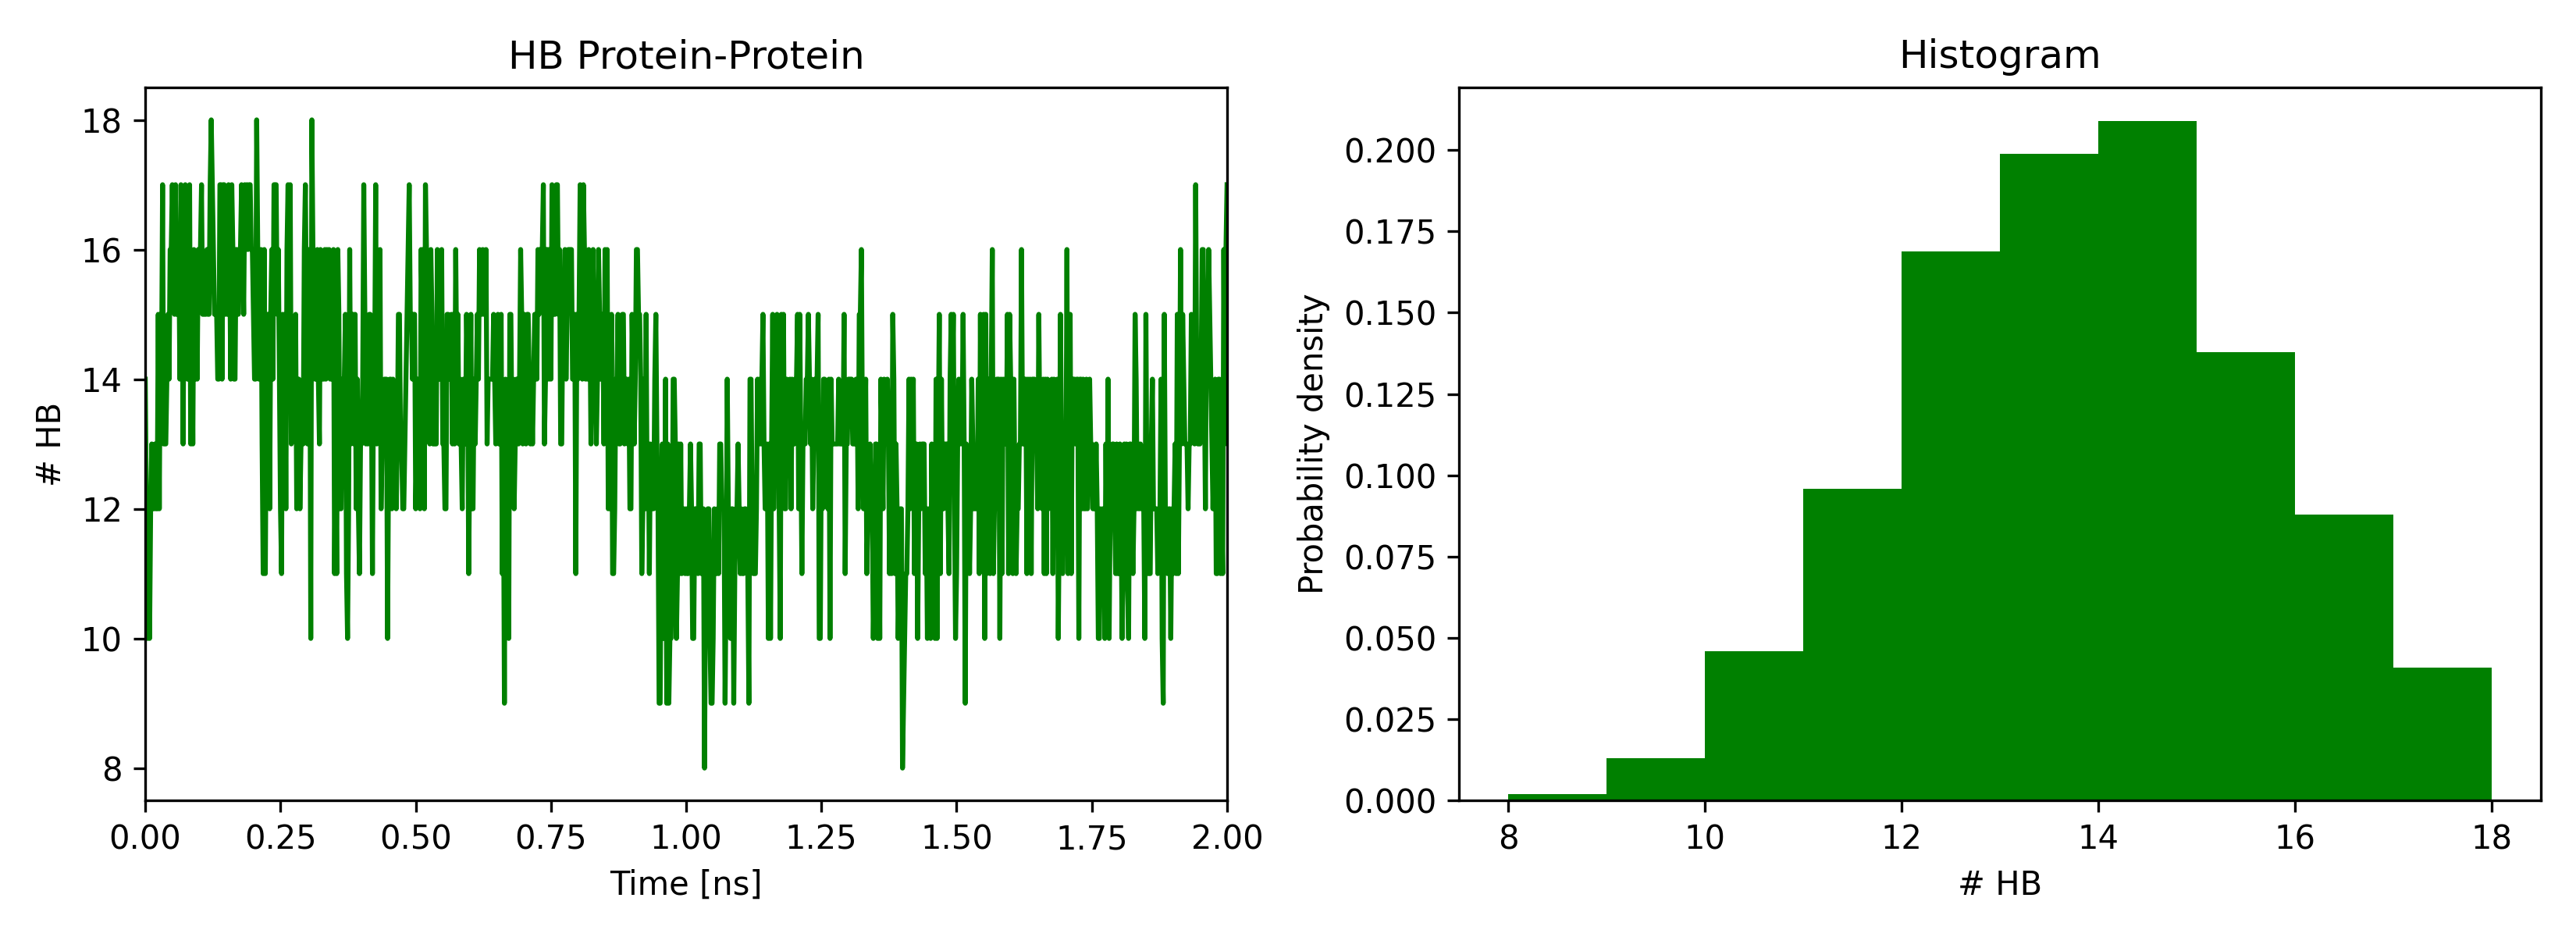 HB Protein-Protein
# HB
18
16
14
12
10
8
0.00 0.25 0.50 0.75 1.00 1.25 1.50 1.75 2.00
Time [ns]
Histogram
Probability density
0.200
0.175
0.150
0.125
0.100
0.075
0.050
0.025
0.000
8 10 12 14 16 18
# HB